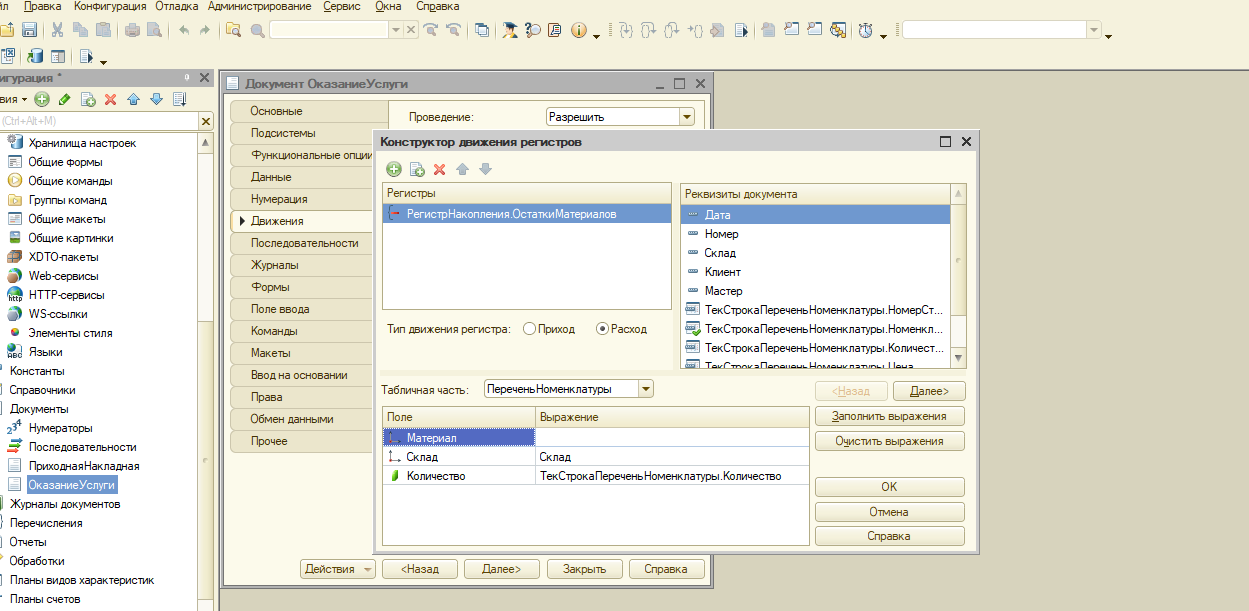 Правка Конфигурация Отладка Администрирование Сервис Окна Справка
Документ ОказаниеУслуги
(Ctrl+Alt+M)
Хранилища настроек
Общие формы
Общие команды
Группы команд
Общие макеты
Общие картинки
XDTO-пакеты
Web-сервисы
HTTP-сервисы
WS-ссылки
Элементы стиля
Языки
Константы
Справочники
Документы
Нумераторы
Последовательности
ПриходнаяНакладная
ОказаниеУслуги
Журналы документов
Перечисления
Отчеты
Обработки
Планы видов характеристик
Планы счетов
Основные
Подсистемы
Функциональные опции
Данные
Нумерация
Движения
Последовательности
Журналы
Формы
Поле ввода
Команды
Макеты
Ввод на основании
Права
Обмен данными
Прочее
Проведение: Разрешить
Конструктор движения регистров
Регистры
РегистрНакопления.ОстаткиМатериалов
Реквизиты документа
Дата
Номер
Склад
Клиент
Мастер
ТекСтрокаПереченьНоменклатуры.НомерСт...
ТекСтрокаПереченьНоменклатуры.Номенкл...
ТекСтрокаПереченьНоменклатуры.Количест...
ТекСтрокаПереченьНоменклатуры.Цена
Тип движения регистра: Приход Расход
Табличная часть: ПереченьНоменклатуры
<Назад Далее>
Заполнить выражения
Очистить выражения
Поле Выражение
Материал
Склад Склад
Количество ТекСтрокаПереченьНоменклатуры.Количество
OK
Отмена
Справка
Действия <Назад Далее> Закрыть Справка